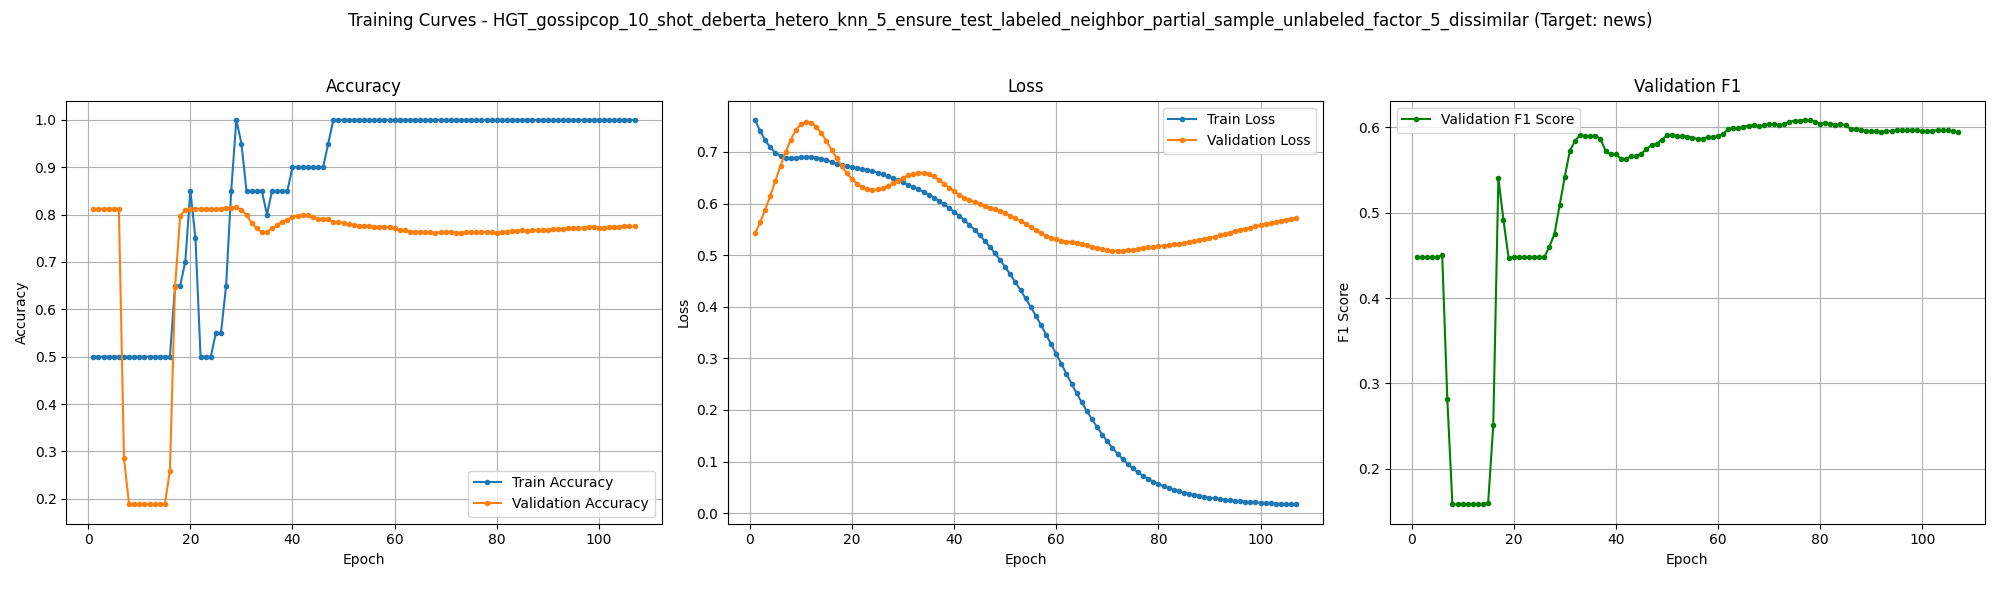 Training Curves - HGT_gossipcop_10_shot_deberta_hetero_knn_5_ensure_test_labeled_neighbor_partial_sample_unlabeled_factor_5_dissimilar (Target: news)
Accuracy
1.0
0.9
0.8
0.7
0.6
0.5
0.4
0.3
0.2
Accuracy
Train Accuracy
Validation Accuracy
0
20
40
60
80
100
Epoch
Loss
Train Loss
Validation Loss
0.7
0.6
0.5
0.4
0.3
0.2
0.1
0.0
Loss
0
20
40
60
80
100
Epoch
Validation F1
Validation F1 Score
0.6
0.5
0.4
0.3
0.2
F1 Score
0
20
40
60
80
100
Epoch